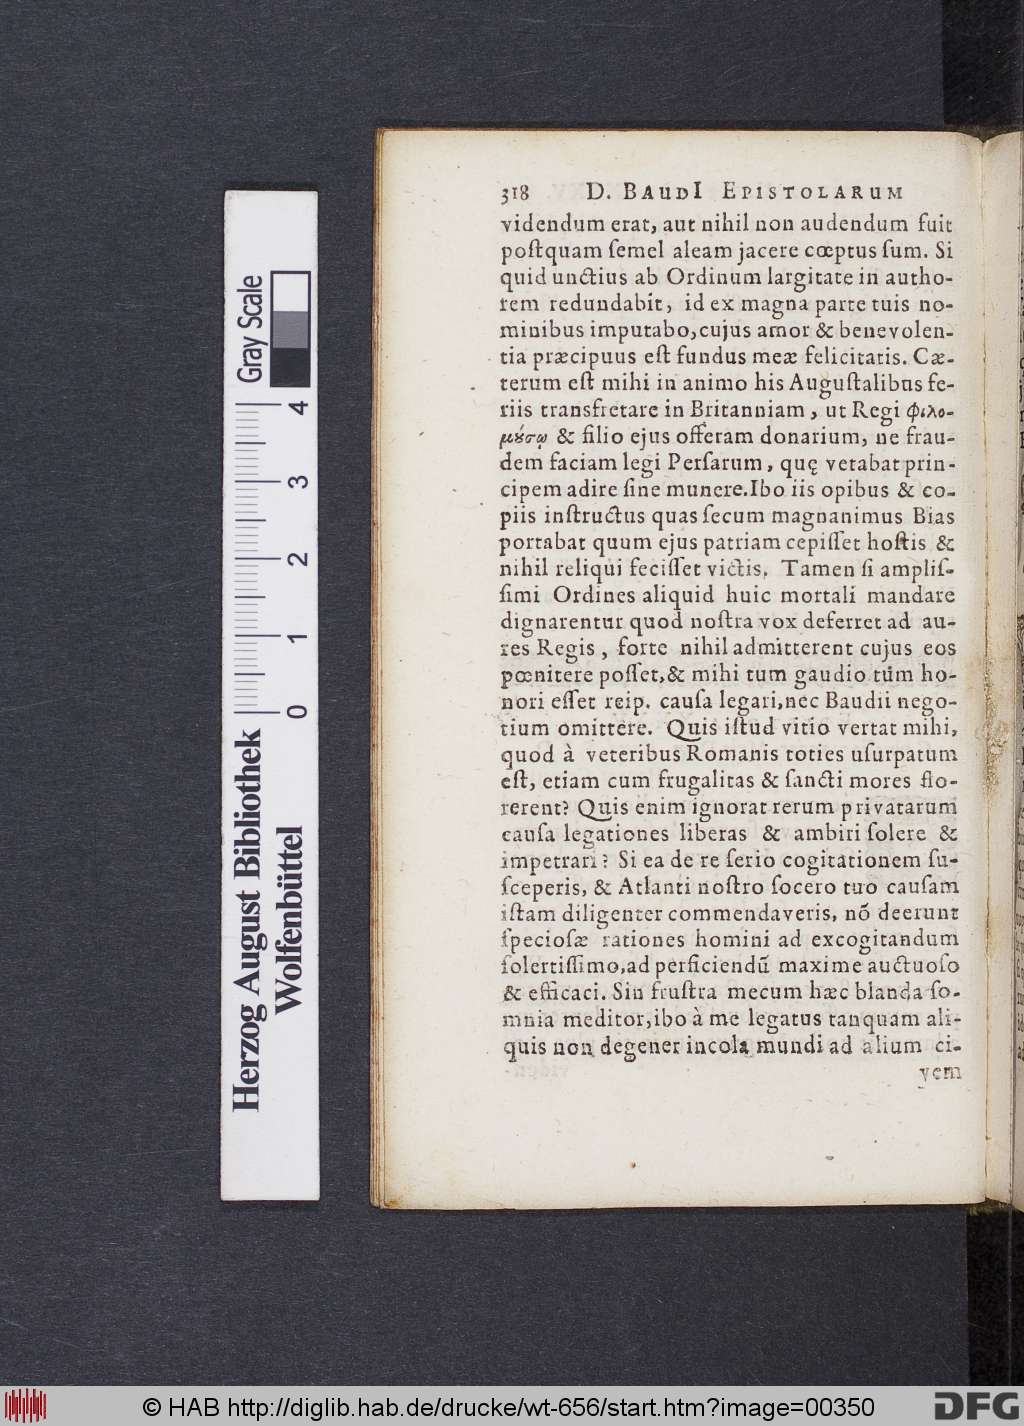 318 D. BAUDI EPISTOLARUM
videndum erat, aut nihil non audendum fuit
poſtquam ſemel aleam jacere cœptus ſum. Si
quid unctius ab Ordinum largitate in autho-
rem redundabit, id ex magna parte tuis no-
minibus imputabo, cujus amor & benevolen-
tia præcipuus eſt fundus meæ felicitatis. Cæ-
terum eſt mihi in animo his Auguſtalibus fe-
riis transfretare in Britanniam, ut Regi φιλο-
μȣ́σῳ & filio ejus offeram donarium, ne frau-
dem faciam legi Perſarum, quę vetabat prin-
cipem adire ſine munere. Ibo iis opibus & co-
piis inſtructus quas ſecum magnanimus Bias
portabat quum ejus patriam cepiſſet hoſtis &
nihil reliqui feciſſet victis. Tamen ſi amplis-
ſimi Ordines aliquid huic mortali mandare
dignarentur quod noſtra vox deferret ad au-
res Regis, forte nihil admitterent cujus eos
pœnitere poſſet, & mihi tum gaudio tùm ho-
nori eſſet reip. cauſa legari, nec Baudii nego-
tium omittere. Quis iſtud vitio vertat mihi,
quod à veteribus Romanis toties uſurpatum
eſt, etiam cum frugalitas & ſancti mores flo-
rerent? Quis enim ignorat rerum privatarum
cauſa legationes liberas & ambiri ſolere &
impetrari? Si ea de re ſerio cogitationem ſu-
ſceperis, & Atlanti noſtro ſocero tuo cauſam
iſtam diligenter commendaveris, nō deerunt
ſpecioſæ rationes homini ad excogitandum
ſolertiſſimo, ad perficiendū maxime auctuoſo
& efficaci. Sin fruſtra mecum hæc blanda ſo-
mnia meditor, ibo à me legatus tanquam ali-
quis non degener incola mundi ad alium ci-
vem
Gray Scale
4
3
2
1
0
Herzog August Bibliothek
Wolfenbüttel
© HAB http://diglib.hab.de/drucke/wt-656/start.htm?image=00350
DFG